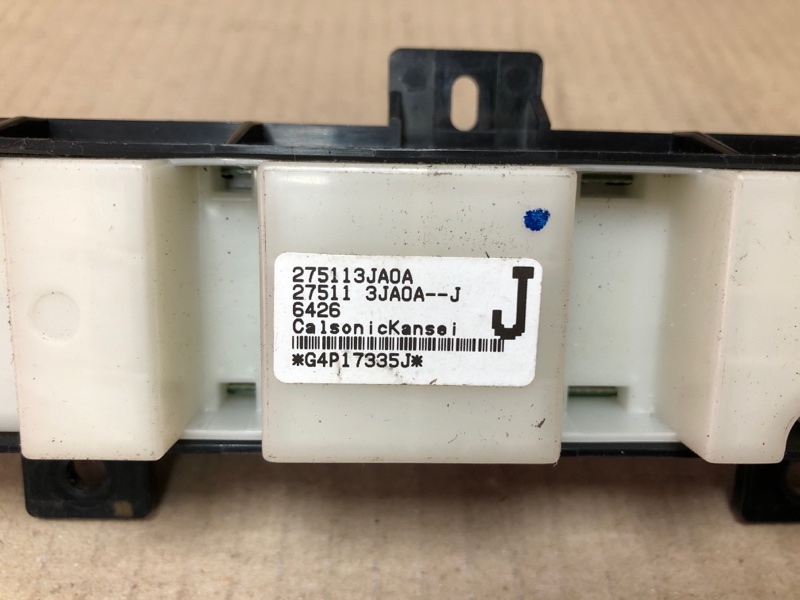 275113JA0A
27511 3JA0A--J
6426
CalsonicKansei
J
*G4P17335J*